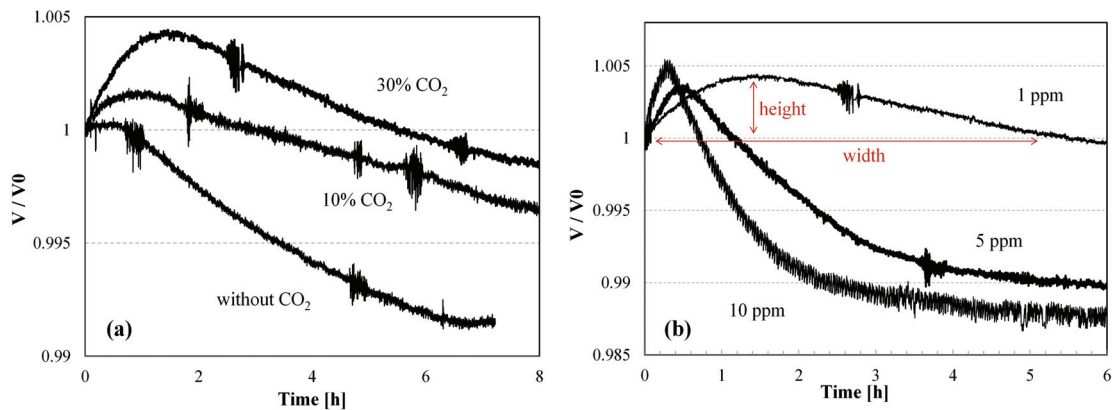 1.005
1
0.995
0.99
V / V0
30% CO₂
10% CO₂
without CO₂
(a)
0 2 4 6 8
Time [h]
1.005
1
0.995
0.99
0.985
V / V0
1 ppm
height
width
5 ppm
10 ppm
(b)
0 1 2 3 4 5 6
Time [h]